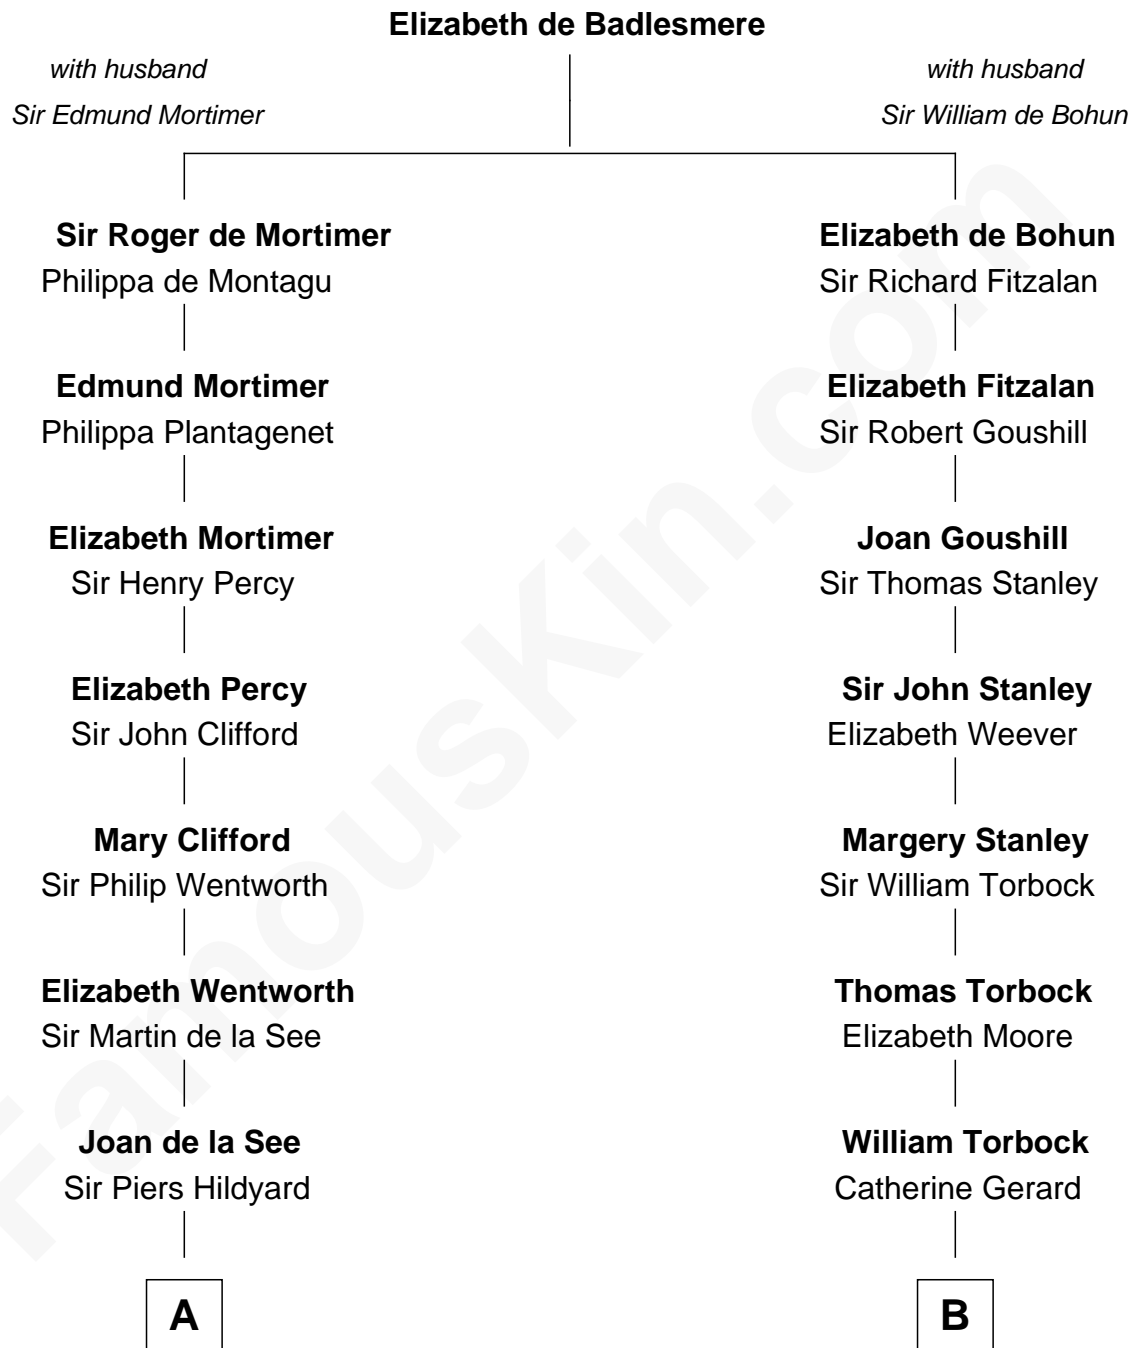 Elizabeth de Badlesmere
with husband
Sir Edmund Mortimer
with husband
Sir William de Bohun
Sir Roger de Mortimer
Philippa de Montagu
Elizabeth de Bohun
Sir Richard Fitzalan
Edmund Mortimer
Philippa Plantagenet
Elizabeth Fitzalan
Sir Robert Goushill
Elizabeth Mortimer
Sir Henry Percy
Joan Goushill
Sir Thomas Stanley
Elizabeth Percy
Sir John Clifford
Sir John Stanley
Elizabeth Weever
Mary Clifford
Sir Philip Wentworth
Margery Stanley
Sir William Torbock
Elizabeth Wentworth
Sir Martin de la See
Thomas Torbock
Elizabeth Moore
Joan de la See
Sir Piers Hildyard
William Torbock
Catherine Gerard
A
B
FamousKin.com